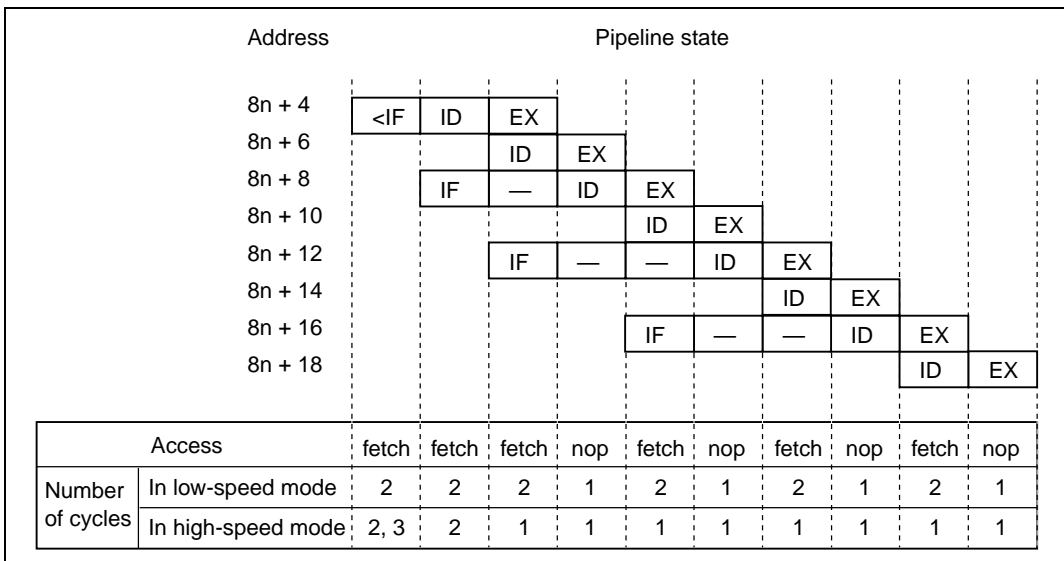 Address Pipeline state
8n + 4 <IF ID EX
8n + 6 ID EX
8n + 8 IF — ID EX
8n + 10 ID EX
8n + 12 IF — — ID EX
8n + 14 ID EX
8n + 16 IF — — ID EX
8n + 18 ID EX
Access fetch fetch fetch nop fetch nop fetch nop fetch nop
Number of cycles
In low-speed mode 2 2 2 1 2 1 2 1 2 1
In high-speed mode 2, 3 2 1 1 1 1 1 1 1 1